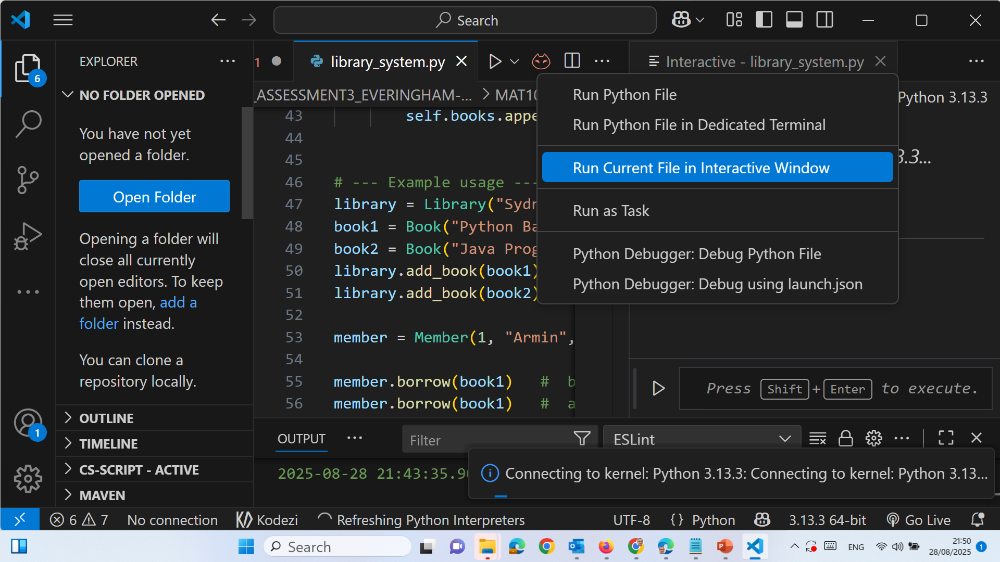 Search
EXPLORER
1
library_system.py
Interactive - library_system.py
6
NO FOLDER OPENED
You have not yet
opened a folder.
Open Folder
Opening a folder will
close all currently
open editors. To keep
them open, add a
folder instead.
You can clone a
repository locally.
OUTLINE
TIMELINE
CS-SCRIPT - ACTIVE
MAVEN
1
_ASSESSMENT3_EVERINGHAM-... > MAT10
Python 3.13.3
43 self.books.appe
44
45
46 # --- Example usage ---
47 library = Library("Sydn
48 book1 = Book("Python Ba
49 book2 = Book("Java Prog
50 library.add_book(book1)
51 library.add_book(book2)
52
53 member = Member(1, "Armin",
54
55 member.borrow(book1) # b
56 member.borrow(book1) # a
Run Python File
Run Python File in Dedicated Terminal
Run Current File in Interactive Window
Run as Task
Python Debugger: Debug Python File
Python Debugger: Debug using launch.json
3.3...
Press Shift + Enter to execute.
OUTPUT
Filter
ESLint
2025-08-28 21:43:35.90
Connecting to kernel: Python 3.13.3: Connecting to kernel: Python 3.13...
6 7 No connection Kodezi Refreshing Python Interpreters UTF-8 {} Python 3.13.3 64-bit Go Live
Search
ENG
21:50
28/08/2025
1